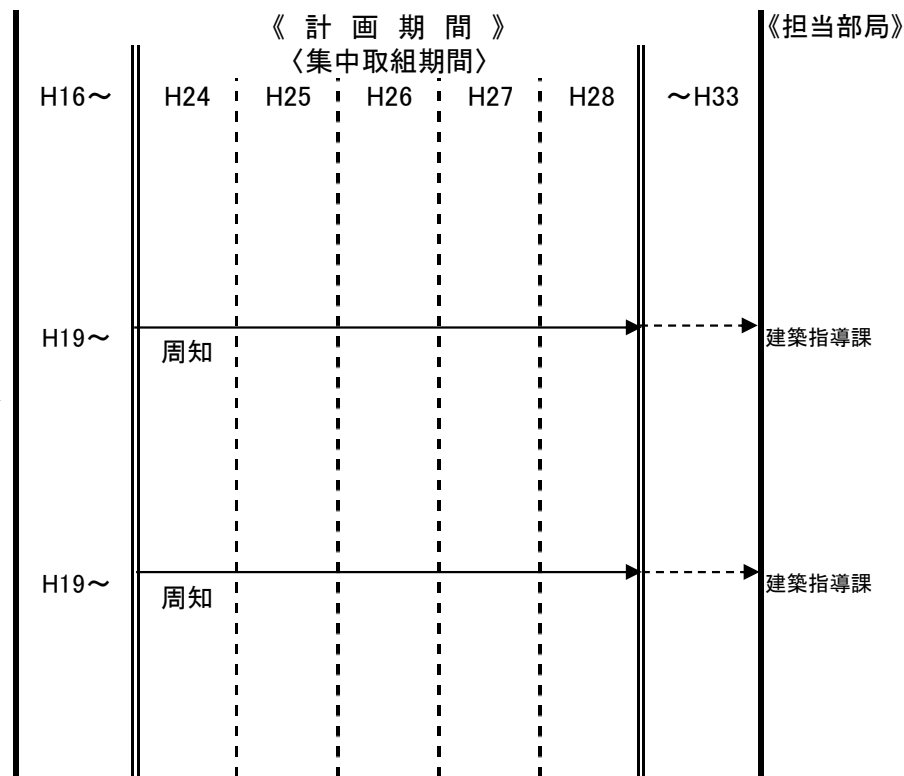 《 計 画 期 間 》 《担当部局》
〈集中取組期間〉
H16～ H24 H25 H26 H27 H28 ～H33
H19～ 周知 建築指導課
H19～ 周知 建築指導課